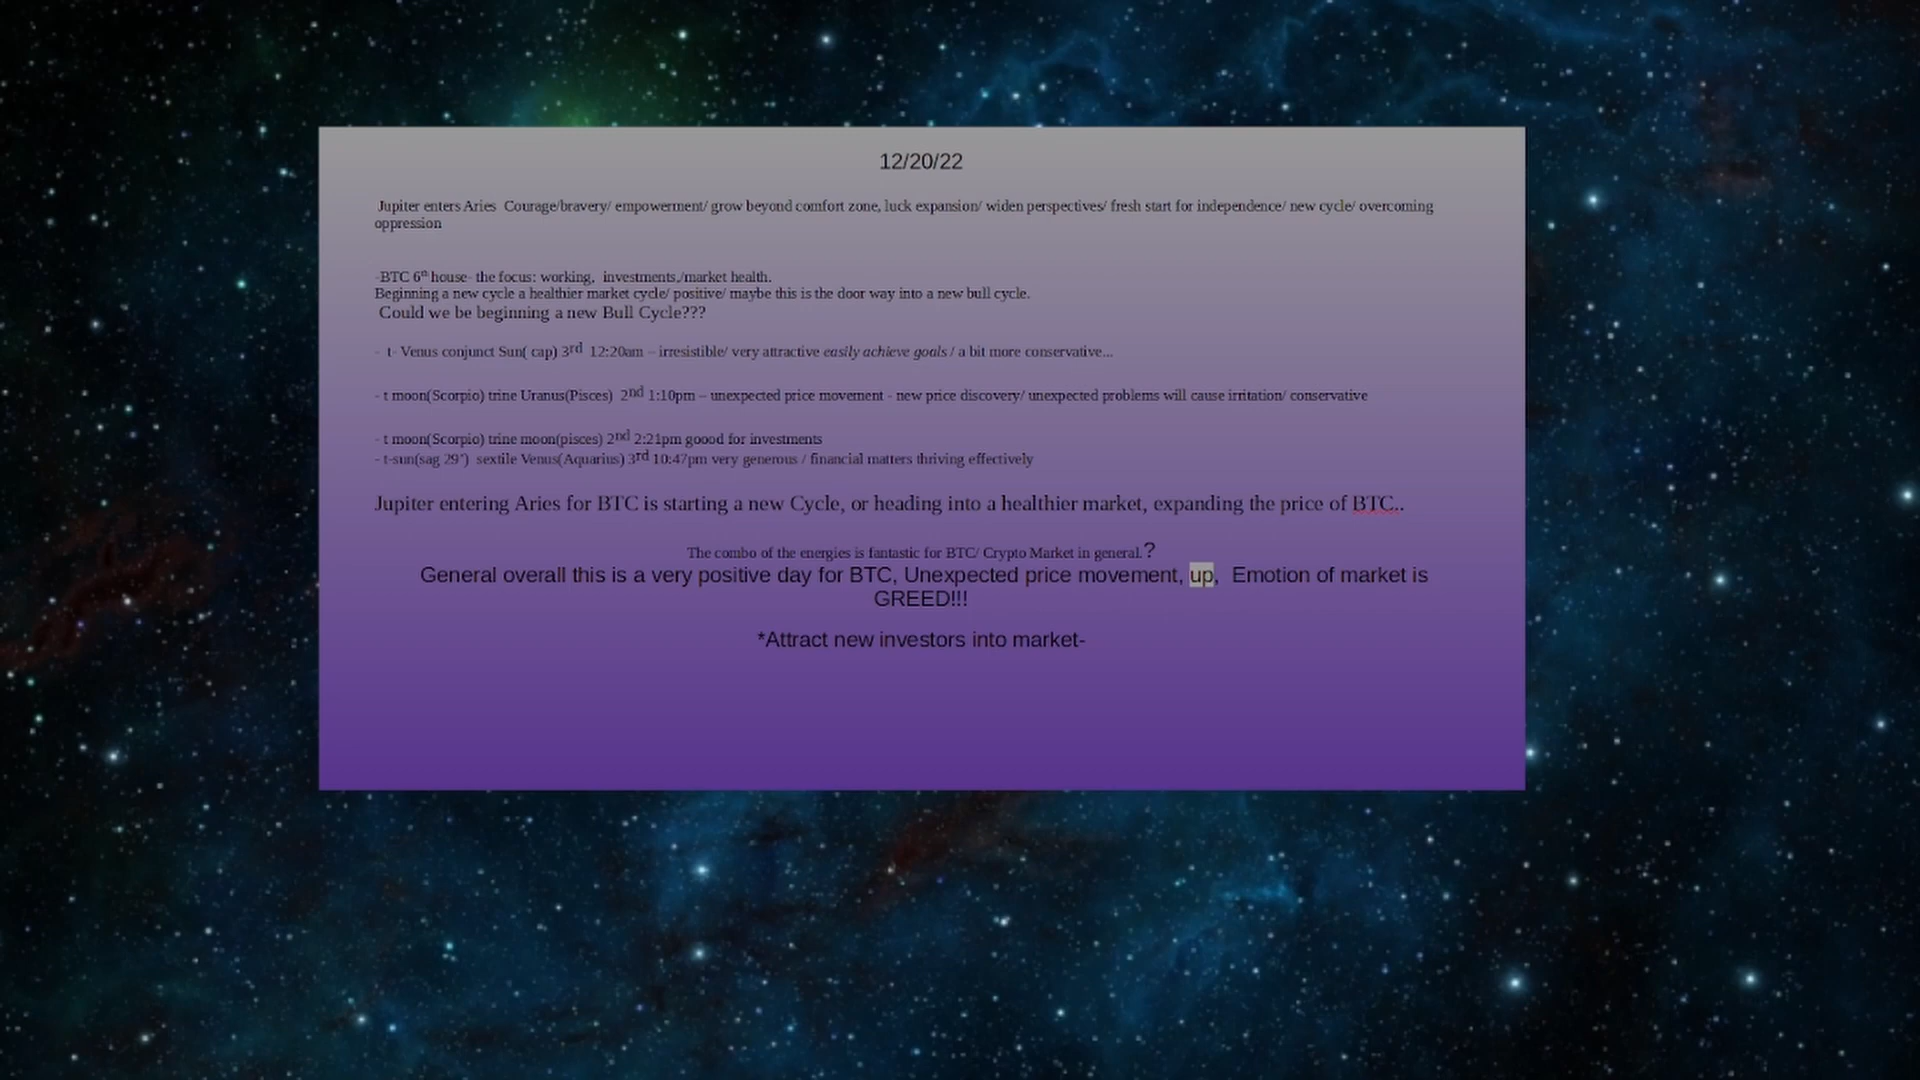 12/20/22
Jupiter enters Aries  Courage/bravery/ empowerment/ grow beyond comfort zone, luck expansion/ widen perspectives/ fresh start for independence/ new cycle/ overcoming
oppression
-BTC 6th house- the focus: working,  investments,/market health.
Beginning a new cycle a healthier market cycle/ positive/ maybe this is the door way into a new bull cycle.
Could we be beginning a new Bull Cycle???
-  t- Venus conjunct Sun( cap) 3rd  12:20am – irresistible/ very attractive easily achieve goals / a bit more conservative...
- t moon(Scorpio) trine Uranus(Pisces)  2nd 1:10pm – unexpected price movement - new price discovery/ unexpected problems will cause irritation/ conservative
- t moon(Scorpio) trine moon(pisces) 2nd 2:21pm goood for investments
- t-sun(sag 29°)  sextile Venus(Aquarius) 3rd 10:47pm very generous / financial matters thriving effectively
Jupiter entering Aries for BTC is starting a new Cycle, or heading into a healthier market, expanding the price of BTC..
The combo of the energies is fantastic for BTC/ Crypto Market in general.?
General overall this is a very positive day for BTC, Unexpected price movement, up,  Emotion of market is
GREED!!!
*Attract new investors into market-